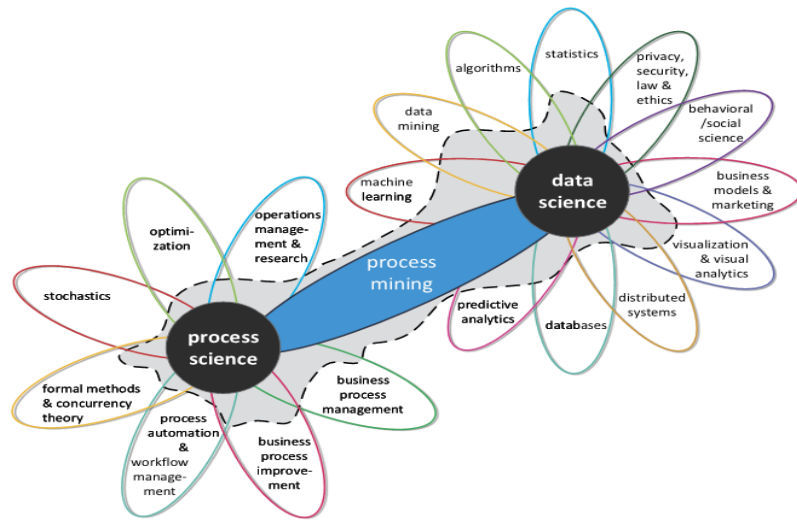 statistics
algorithms
privacy,
security,
law &
ethics
data
mining
behavioral
/social
science
machine
learning
data
science
business
models &
marketing
visualization
& visual
analytics
distributed
systems
databases
predictive
analytics
process
mining
operations
manage-
ment &
research
optimi-
zation
stochastics
process
science
formal methods
& concurrency
theory
process
automation
&
workflow
manage-
ment
business
process
improve-
ment
business
process
management